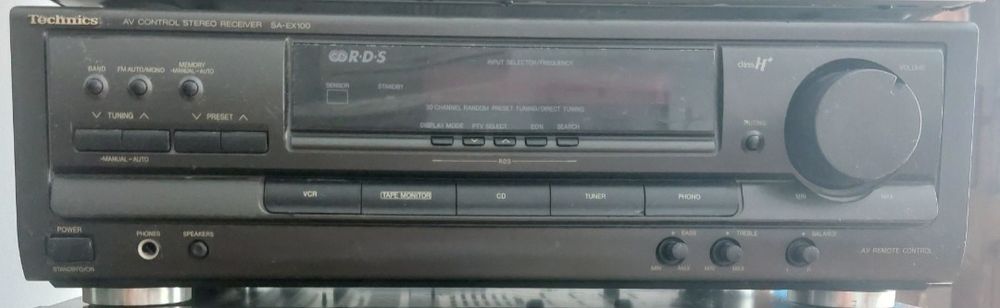 Technics AV CONTROL STEREO RECEIVER SA-EX100
R·D·S
INPUT SELECTOR/FREQUENCY
class H+
VOLUME
BAND FM AUTO/MONO MEMORY
-MANUAL-AUTO
SENSOR STANDBY
TUNING PRESET
30 CHANNEL RANDOM PRESET TUNING/DIRECT TUNING
DISPLAY MODE PTY SELECT EON SEARCH
MUTING
-MANUAL-AUTO
RDS
VCR TAPE MONITOR CD TUNER PHONO
MIN MAX
POWER
PHONES SPEAKERS
BASS TREBLE BALANCE
AV REMOTE CONTROL
STANDBY/ON
MIN MAX MIN MAX